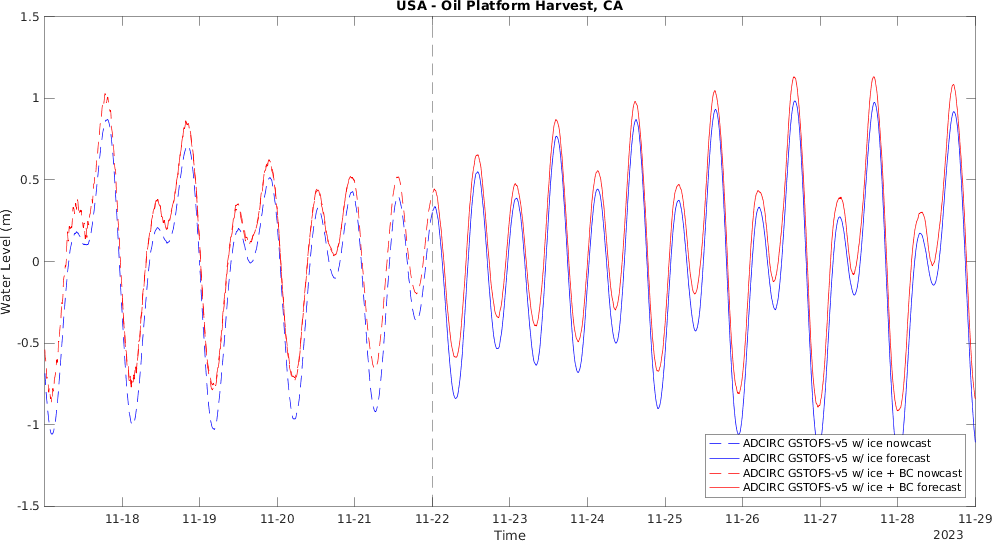 USA - Oil Platform Harvest, CA
1.5
1
0.5
0
-0.5
-1
-1.5
Water Level (m)
11-18
11-19
11-20
11-21
11-22
11-23
11-24
11-25
11-26
11-27
11-28
11-29
Time
2023
ADCIRC GSTOFS-v5 w/ ice nowcast
ADCIRC GSTOFS-v5 w/ ice forecast
ADCIRC GSTOFS-v5 w/ ice + BC nowcast
ADCIRC GSTOFS-v5 w/ ice + BC forecast